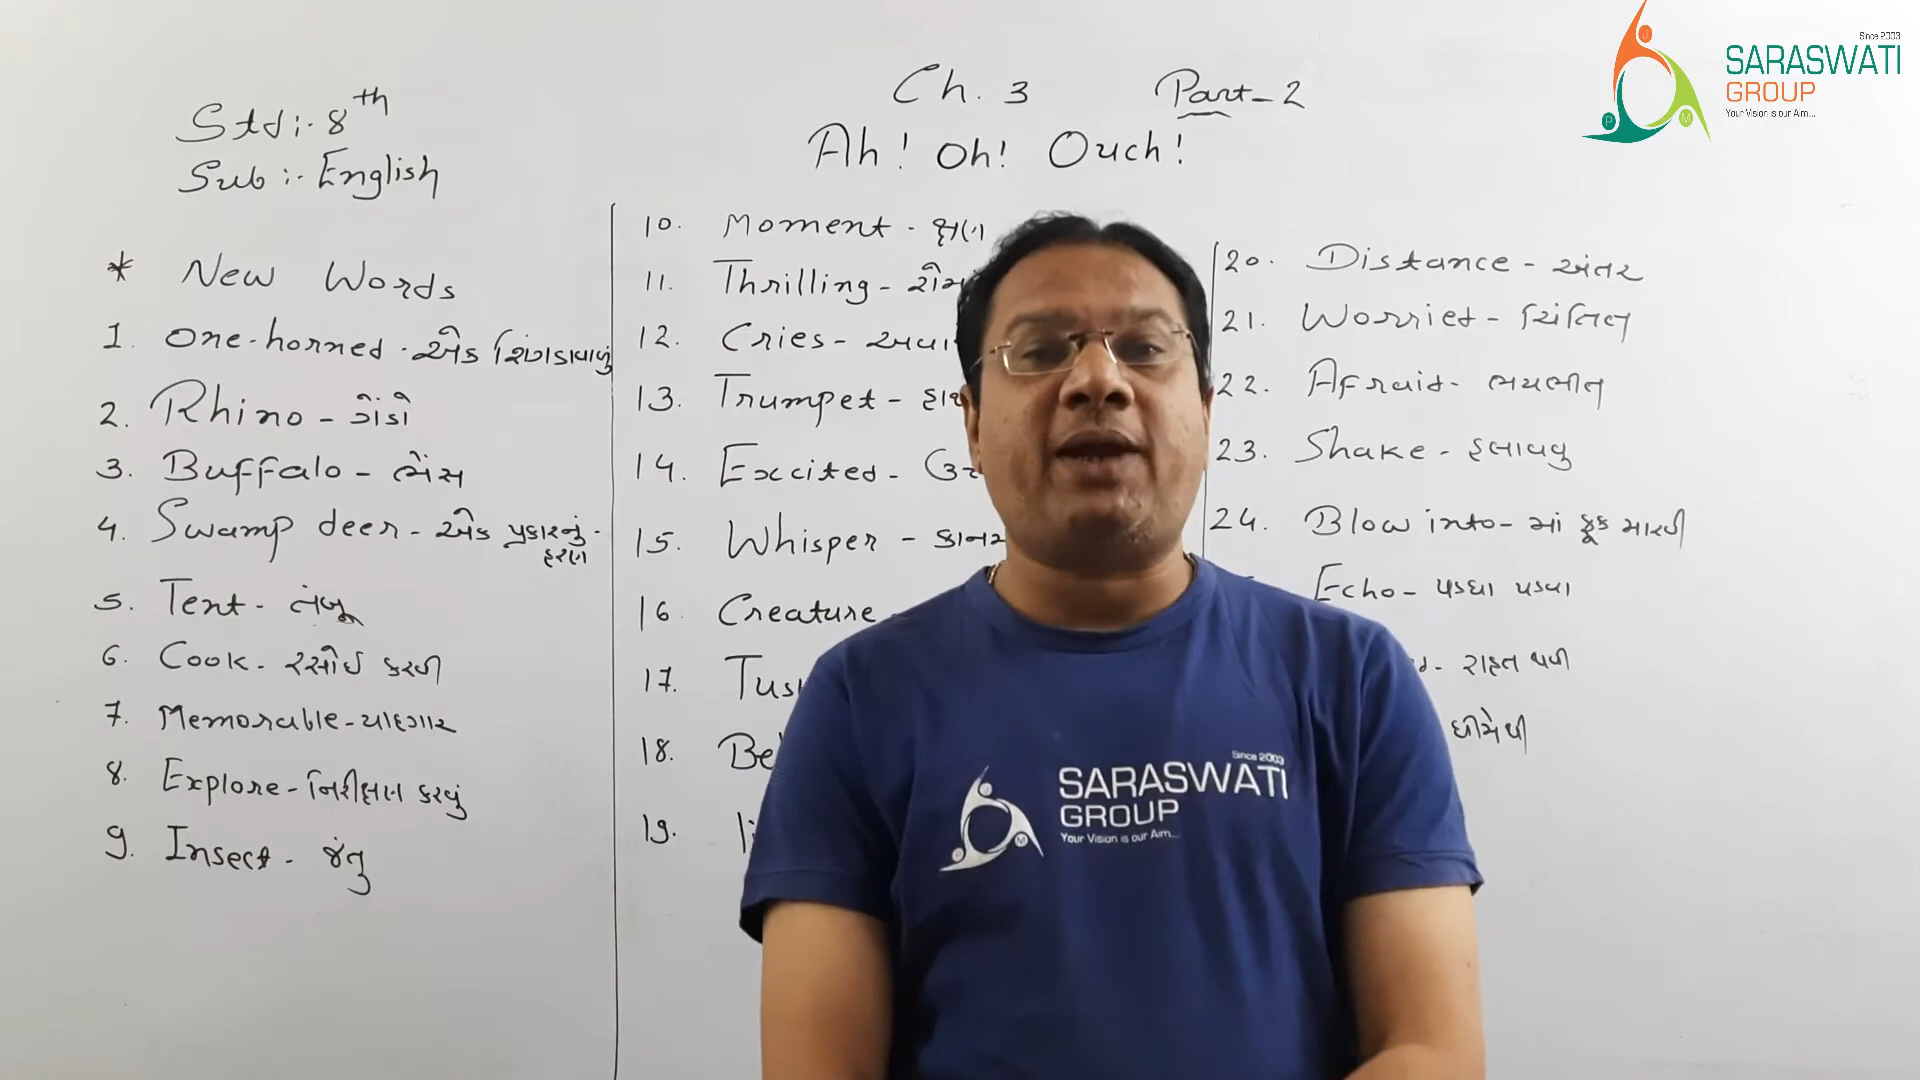 Since 2003
SARASWATI
GROUP
Your Vision is our Aim...
J
P
M
Std :- 8th
Sub :- English
Ch. 3 Part-2
Ah! Oh! Ouch!
* New Words
1. One-horned - એક શિંગડાવાળું
2. Rhino - ગેંડો
3. Buffalo - ભેંસ
4. Swamp deer - એક પ્રકારનું -
હરણ
5. Tent - તંબૂ
6. Cook - રસોઈ કરવી
7. Memorable - યાદગાર
8. Explore - નિરીક્ષણ કરવું
9. Insect - જંતુ
10. Moment - ક્ષણ
11. Thrilling -
12. Cries -
13. Trumpet -
14. Excited -
15. Whisper -
16. Creature -
17.
18.
19.
20. Distance - અંતર
21. Worried - ચિંતિત
22. Afraid - ભયભીત
23. Shake - હલાવવુ
24. Blow into - માં ફૂક મારવી
Echo - પડઘા પડવા
- રાહત થવી
ધીમેથી
Since 2003
SARASWATI
GROUP
Your Vision is our Aim...